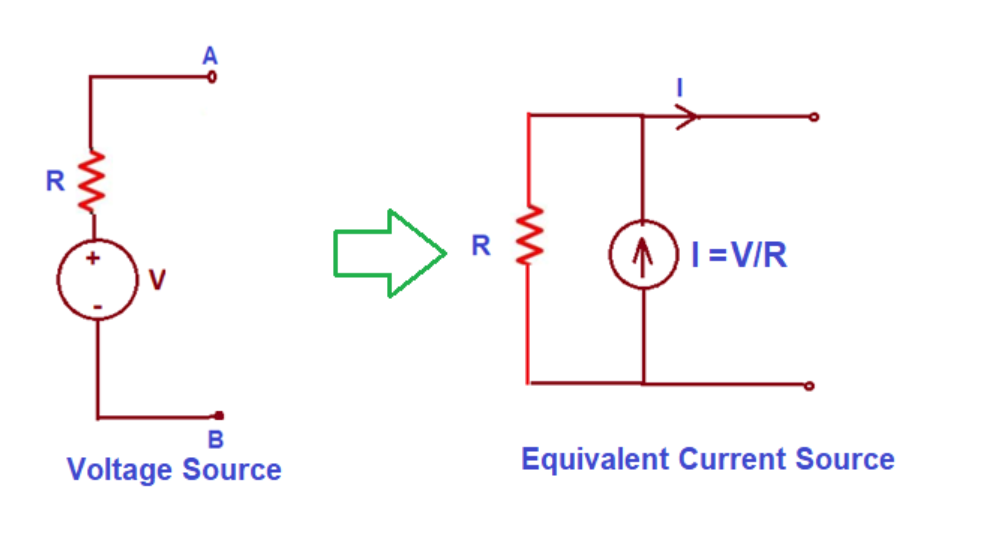 A
R
+
V
-
B
Voltage Source
I
R
I =V/R
Equivalent Current Source